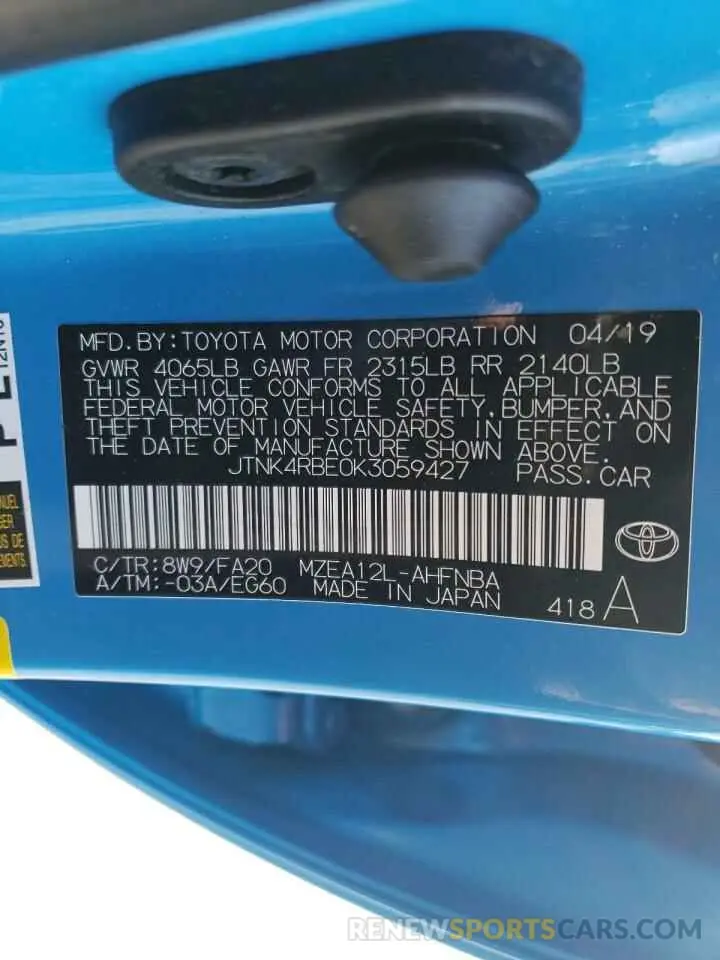 MFD.BY:TOYOTA MOTOR CORPORATION 04/19
GVWR 4065LB GAWR FR 2315LB RR 2140LB
THIS VEHICLE CONFORMS TO ALL APPLICABLE
FEDERAL MOTOR VEHICLE SAFETY,BUMPER,AND
THEFT PREVENTION STANDARDS IN EFFECT ON
THE DATE OF MANUFACTURE SHOWN ABOVE.
JTNK4RBE0K3059427 PASS.CAR
C/TR:8W9/FA20 MZEA12L-AHFNBA
A/TM:-03A/EG60 MADE IN JAPAN
418A
RENEWSPORTSCARS.COM